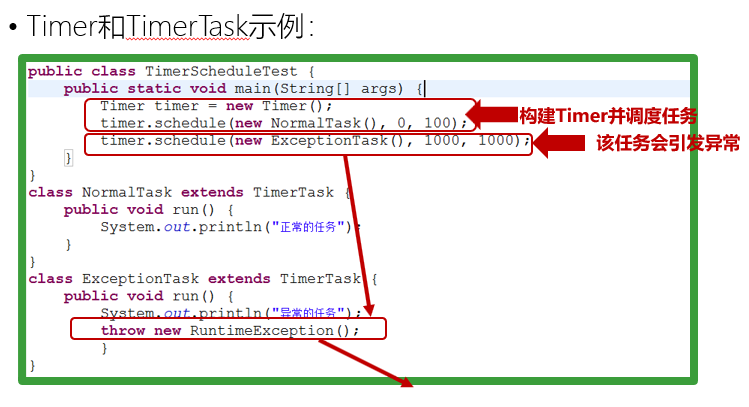 • Timer和TimerTask示例：
public class TimerScheduleTest {
public static void main(String[] args) {
Timer timer = new Timer();
timer.schedule(new NormalTask(), 0, 100);
构建Timer并调度任务
timer.schedule(new ExceptionTask(), 1000, 1000);
该任务会引发异常
}
}
class NormalTask extends TimerTask {
public void run() {
System.out.println("正常的任务");
}
}
class ExceptionTask extends TimerTask {
public void run() {
System.out.println("异常的任务");
throw new RuntimeException();
}
}